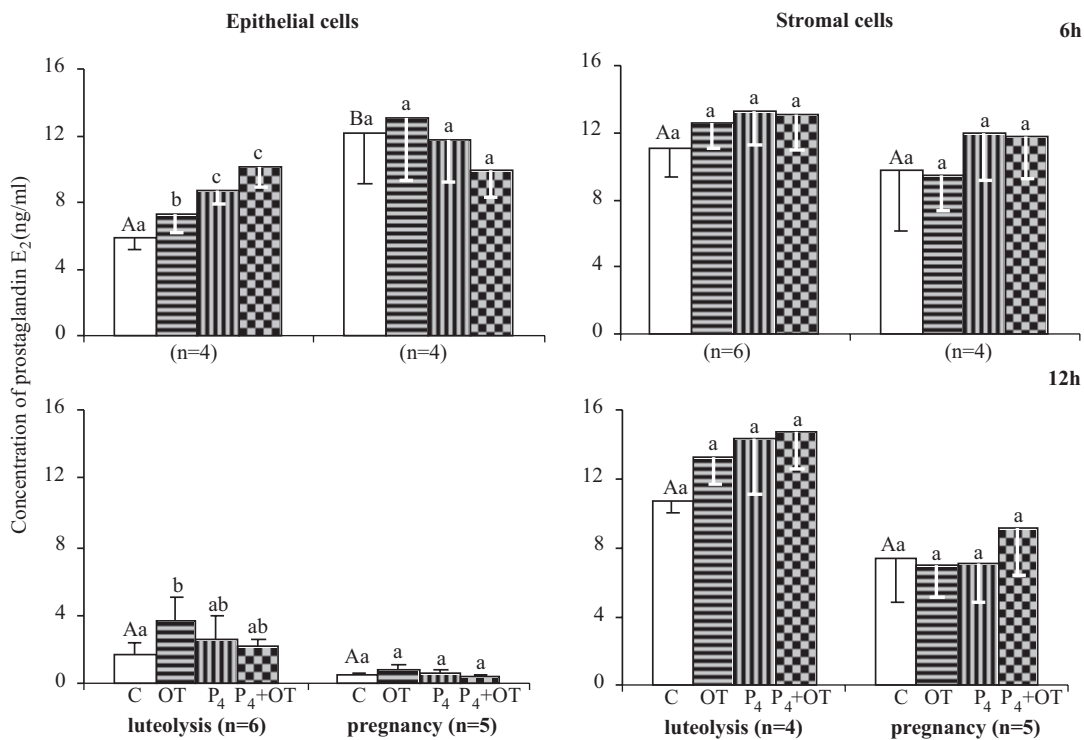 Epithelial cells
Stromal cells
6h
Concentration of prostaglandin E2(ng/ml)
16
12
8
4
0
Aa
b
c
c
Ba
a
a
a
(n=4)
(n=4)
16
12
8
4
0
Aa
a
a
a
Aa
a
a
a
(n=6)
(n=4)
12h
16
12
8
4
0
Aa
b
ab
ab
Aa
a
a
a
C OT P4 P4+OT
C OT P4 P4+OT
luteolysis (n=6)
pregnancy (n=5)
16
12
8
4
0
Aa
a
a
a
Aa
a
a
a
C OT P4 P4+OT
C OT P4 P4+OT
luteolysis (n=4)
pregnancy (n=5)